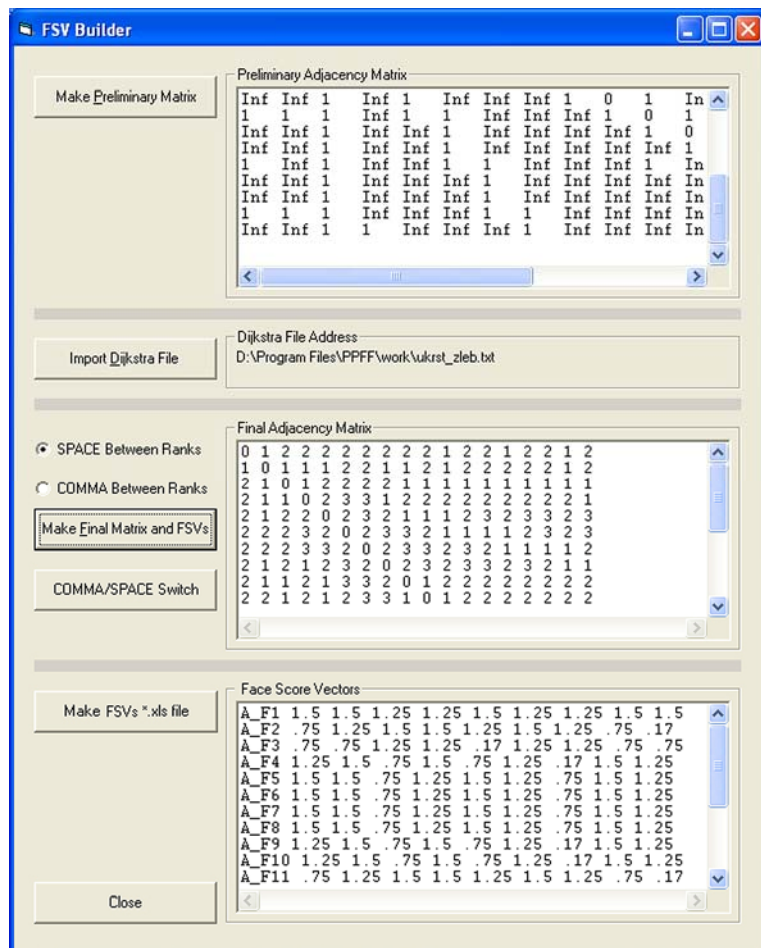 FSV Builder
Make Preliminary Matrix
Preliminary Adjacency Matrix
Inf Inf 1 Inf 1 Inf Inf Inf 1 0 1 In
1 1 1 Inf 1 1 Inf Inf Inf 1 0 1
Inf Inf 1 Inf Inf 1 Inf Inf Inf Inf 1 0
Inf Inf 1 Inf Inf 1 Inf Inf Inf Inf Inf 1
1 Inf 1 Inf Inf 1 1 Inf Inf Inf 1 In
Inf Inf 1 Inf Inf Inf 1 Inf Inf Inf Inf In
Inf Inf 1 Inf Inf Inf 1 Inf Inf Inf Inf In
1 1 1 Inf Inf Inf 1 1 Inf Inf Inf In
Inf Inf 1 1 Inf Inf Inf 1 Inf Inf Inf In
Import Dijkstra File
Dijkstra File Address
D:\Program Files\PPFF\work\ukrst_zleb.txt
SPACE Between Ranks
COMMA Between Ranks
Make Final Matrix and FSVs
COMMA/SPACE Switch
Final Adjacency Matrix
0 1 2 2 2 2 2 2 2 2 1 2 2 1 2 2 1 2
1 0 1 1 1 2 2 1 1 2 1 2 2 2 2 2 1 2
2 1 0 1 2 2 2 1 1 1 1 1 1 1 1 1 1 1
2 1 1 0 2 3 3 1 2 2 2 2 2 2 2 2 2 1
2 1 2 2 0 2 3 2 1 1 1 2 3 2 3 3 2 3
2 2 2 3 2 0 2 3 3 2 1 1 1 1 2 3 2 3
2 2 2 3 3 2 0 2 3 3 2 3 2 1 1 1 1 2
2 1 2 1 2 3 2 0 2 3 2 3 3 2 3 2 1 1
2 1 1 2 1 3 3 2 0 1 2 2 2 2 2 2 2 2
2 2 1 2 1 2 3 3 1 0 1 2 2 2 2 2 2 2
Make FSVs *.xls file
Close
Face Score Vectors
A_F1 1.5 1.5 1.25 1.25 1.5 1.25 1.25 1.5 1.5
A_F2 .75 1.25 1.5 1.5 1.25 1.5 1.25 .75 .17
A_F3 .75 .75 1.25 1.25 .17 1.25 1.25 .75 .75
A_F4 1.25 1.5 .75 1.5 .75 1.25 .17 1.5 1.25
A_F5 1.5 1.5 .75 1.25 1.5 1.25 .75 1.5 1.25
A_F6 1.5 1.5 .75 1.25 1.5 1.25 .75 1.5 1.25
A_F7 1.5 1.5 .75 1.25 1.5 1.25 .75 1.5 1.25
A_F8 1.5 1.5 .75 1.25 1.5 1.25 .75 1.5 1.25
A_F9 1.25 1.5 .75 1.5 .75 1.25 .17 1.5 1.25
A_F10 1.25 1.5 .75 1.5 .75 1.25 .17 1.5 1.25
A_F11 .75 1.25 1.5 1.5 1.25 1.5 1.25 .75 .17